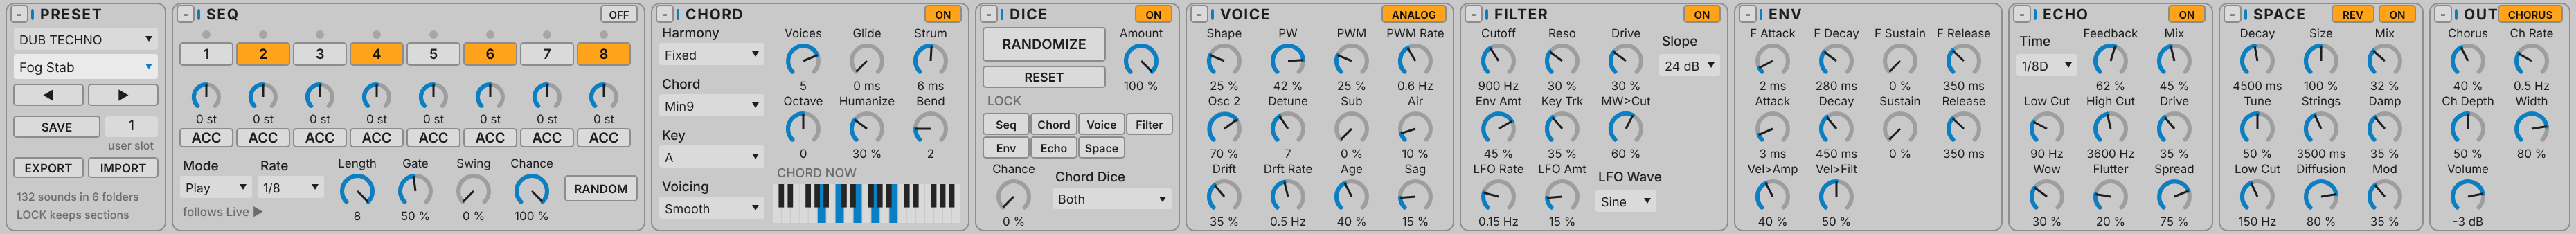 - PRESET
DUB TECHNO
Fog Stab
SAVE 1
user slot
EXPORT IMPORT
132 sounds in 6 folders
LOCK keeps sections
- SEQ OFF
1 2 3 4 5 6 7 8
0 st 0 st 0 st 0 st 0 st 0 st 0 st 0 st
ACC ACC ACC ACC ACC ACC ACC ACC
Mode Rate Length Gate Swing Chance
Play 1/8 RANDOM
follows Live ▶ 8 50 % 0 % 100 %
- CHORD ON
Harmony Voices Glide Strum
Fixed
5 0 ms 6 ms
Chord
Min9
Octave Humanize Bend
Key
A
0 30 % 2
Voicing
Smooth
CHORD NOW
- DICE ON
RANDOMIZE Amount
RESET 100 %
LOCK
Seq Chord Voice Filter
Env Echo Space
Chance Chord Dice
Both
0 %
- VOICE ANALOG
Shape PW PWM PWM Rate
25 % 42 % 25 % 0.6 Hz
Osc 2 Detune Sub Air
70 % 7 0 % 10 %
Drift Drft Rate Age Sag
35 % 0.5 Hz 40 % 15 %
- FILTER ON
Cutoff Reso Drive Slope
24 dB
900 Hz 30 % 30 %
Env Amt Key Trk MW>Cut
45 % 35 % 60 %
LFO Rate LFO Amt LFO Wave
Sine
0.15 Hz 15 %
- ENV
F Attack F Decay F Sustain F Release
2 ms 280 ms 0 % 350 ms
Attack Decay Sustain Release
3 ms 450 ms 0 % 350 ms
Vel>Amp Vel>Filt
40 % 50 %
- ECHO ON
Time Feedback Mix
1/8D
62 % 45 %
Low Cut High Cut Drive
90 Hz 3600 Hz 35 %
Wow Flutter Spread
30 % 20 % 75 %
- SPACE REV ON
Decay Size Mix
4500 ms 100 % 32 %
Tune Strings Damp
50 % 3500 ms 35 %
Low Cut Diffusion Mod
150 Hz 80 % 35 %
- OUT CHORUS
Chorus Ch Rate
40 % 0.5 Hz
Ch Depth Width
50 % 80 %
Volume
-3 dB